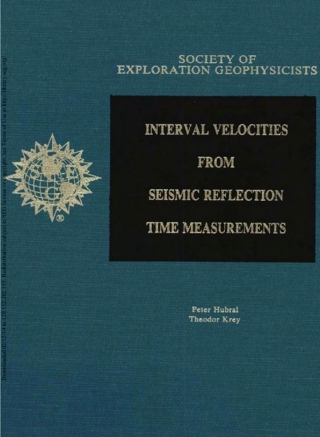 SOCIETY OF
EXPLORATION GEOPHYSICISTS
INTERVAL VELOCITIES
FROM
SEISMIC REFLECTION
TIME MEASUREMENTS
®
Peter Hubral
Theodor Krey